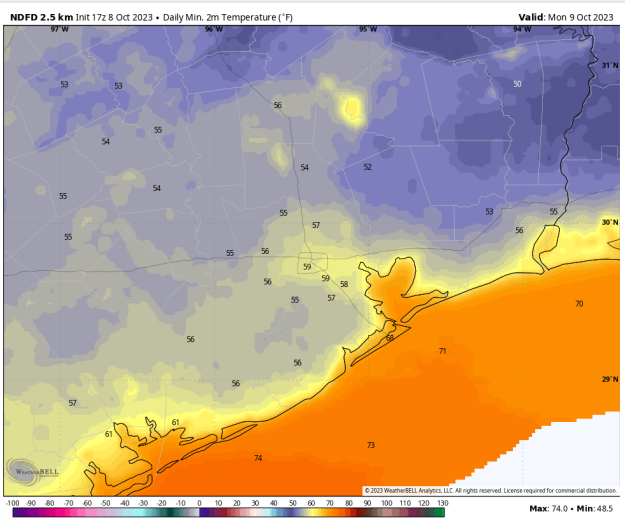 NDFD 2.5 km Init 17z 8 Oct 2023 • Daily Min. 2m Temperature (°F)
Valid: Mon 9 Oct 2023
97°W 96°W 95°W 94°W
31°N
53 53 50
56
55
54
54 52
54
55
30°N
55 57 53 55
55 56
55 56
59
56 59 58
55 57 70
56 68
71
56 29°N
56
57
61 61
73
74
WeatherBELL
© 2023 WeatherBELL Analytics, LLC. All rights reserved. License required for commercial distribution.
-100 -90 -80 -70 -60 -50 -40 -30 -20 -10 0 10 20 30 40 50 60 70 80 90 100 110 120 130
Max: 74.0 • Min: 48.5